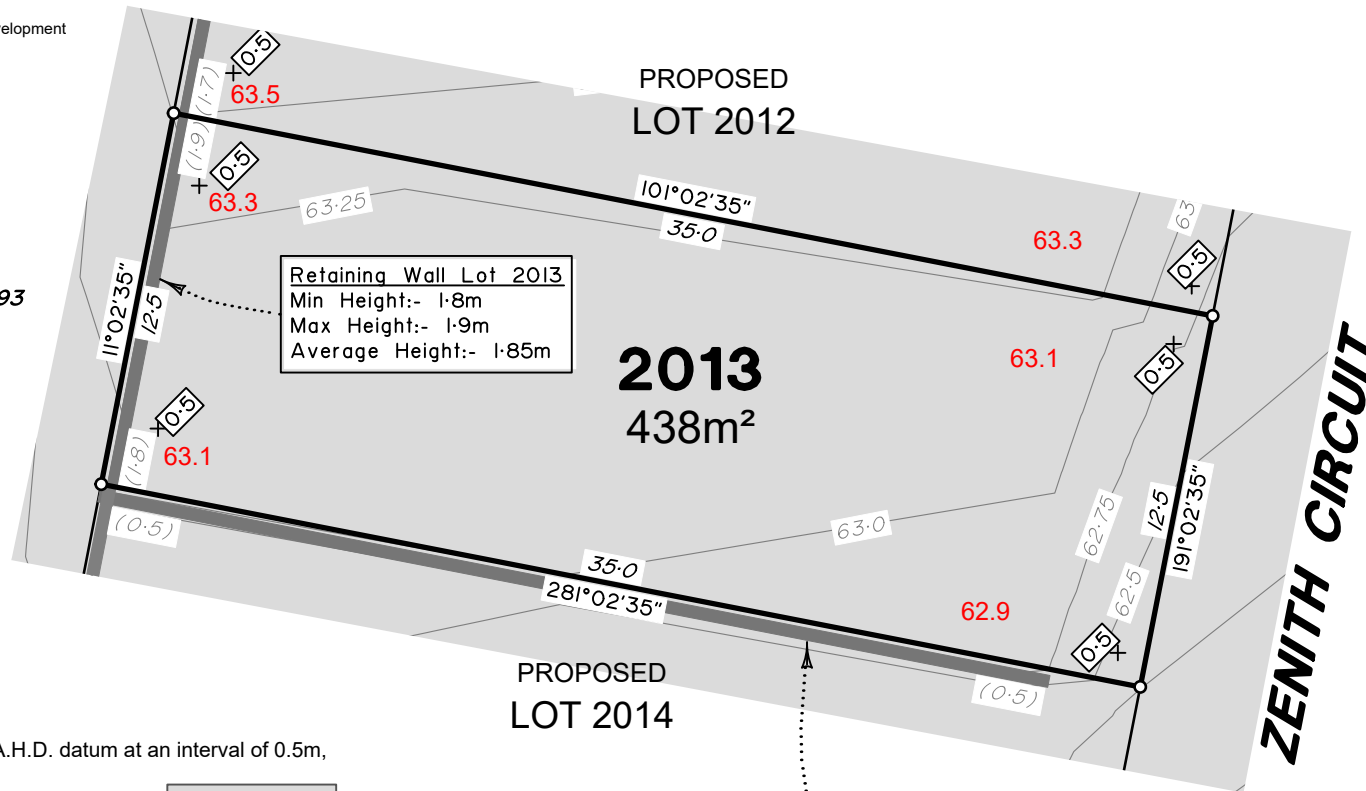 velopment
0·5
(1·7)
63.5
PROPOSED
LOT 2012
(1·9)
0·5
63.3
63·25
101°02'35"
35·0
63.3
63
0·5
Retaining Wall Lot 2013
Min Height:- 1·8m
Max Height:- 1·9m
Average Height:- 1·85m
93
11°02'35"
12·5
2013
438m²
63.1
0·5
0·5
(1·8)
63.1
(0·5)
63·0
62·75
62·5
12·5
191°02'35"
ZENITH CIRCUIT
35·0
281°02'35"
62.9
0·5
(0·5)
PROPOSED
LOT 2014
A.H.D. datum at an interval of 0.5m,